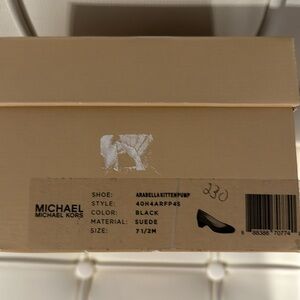 SHOE: ARABELLA KITTEN PUMP
STYLE: 40H4ARFP4S
COLOR: BLACK
MATERIAL: SUEDE
SIZE: 7 1/2M
MICHAEL
MICHAEL KORS
230